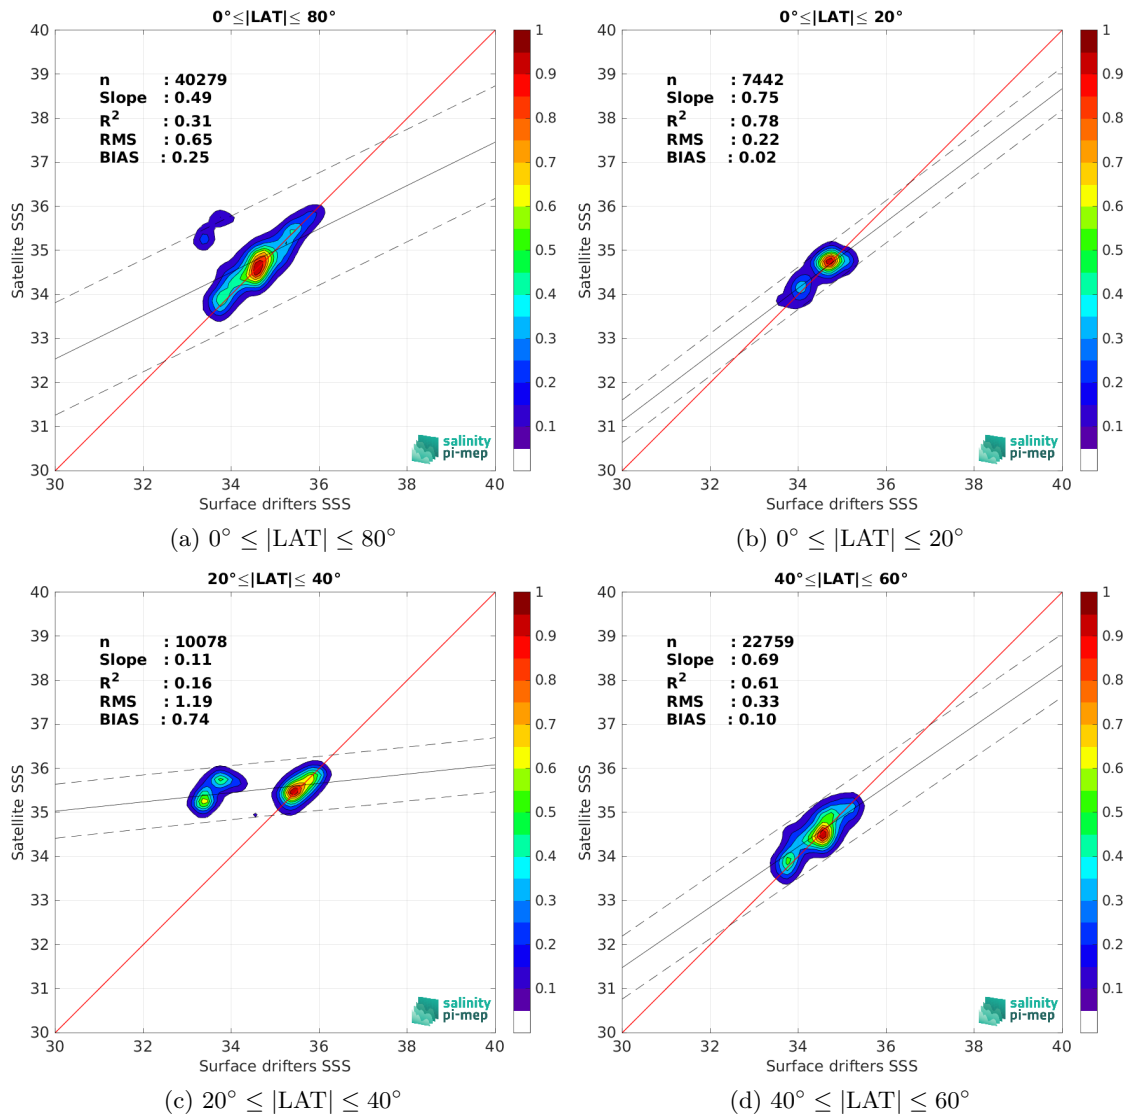 0°≤|LAT|≤ 80°
Satellite SSS
40
39
38
37
36
35
34
33
32
31
30
n : 40279
Slope : 0.49
R2 : 0.31
RMS : 0.65
BIAS : 0.25
salinity
pi-mep
30 32 34 36 38 40
Surface drifters SSS
1
0.9
0.8
0.7
0.6
0.5
0.4
0.3
0.2
0.1
(a) 0° ≤ |LAT| ≤ 80°
0°≤|LAT|≤ 20°
Satellite SSS
40
39
38
37
36
35
34
33
32
31
30
n : 7442
Slope : 0.75
R2 : 0.78
RMS : 0.22
BIAS : 0.02
salinity
pi-mep
30 32 34 36 38 40
Surface drifters SSS
1
0.9
0.8
0.7
0.6
0.5
0.4
0.3
0.2
0.1
(b) 0° ≤ |LAT| ≤ 20°
20°≤|LAT|≤ 40°
Satellite SSS
40
39
38
37
36
35
34
33
32
31
30
n : 10078
Slope : 0.11
R2 : 0.16
RMS : 1.19
BIAS : 0.74
salinity
pi-mep
30 32 34 36 38 40
Surface drifters SSS
1
0.9
0.8
0.7
0.6
0.5
0.4
0.3
0.2
0.1
(c) 20° ≤ |LAT| ≤ 40°
40°≤|LAT|≤ 60°
Satellite SSS
40
39
38
37
36
35
34
33
32
31
30
n : 22759
Slope : 0.69
R2 : 0.61
RMS : 0.33
BIAS : 0.10
salinity
pi-mep
30 32 34 36 38 40
Surface drifters SSS
1
0.9
0.8
0.7
0.6
0.5
0.4
0.3
0.2
0.1
(d) 40° ≤ |LAT| ≤ 60°